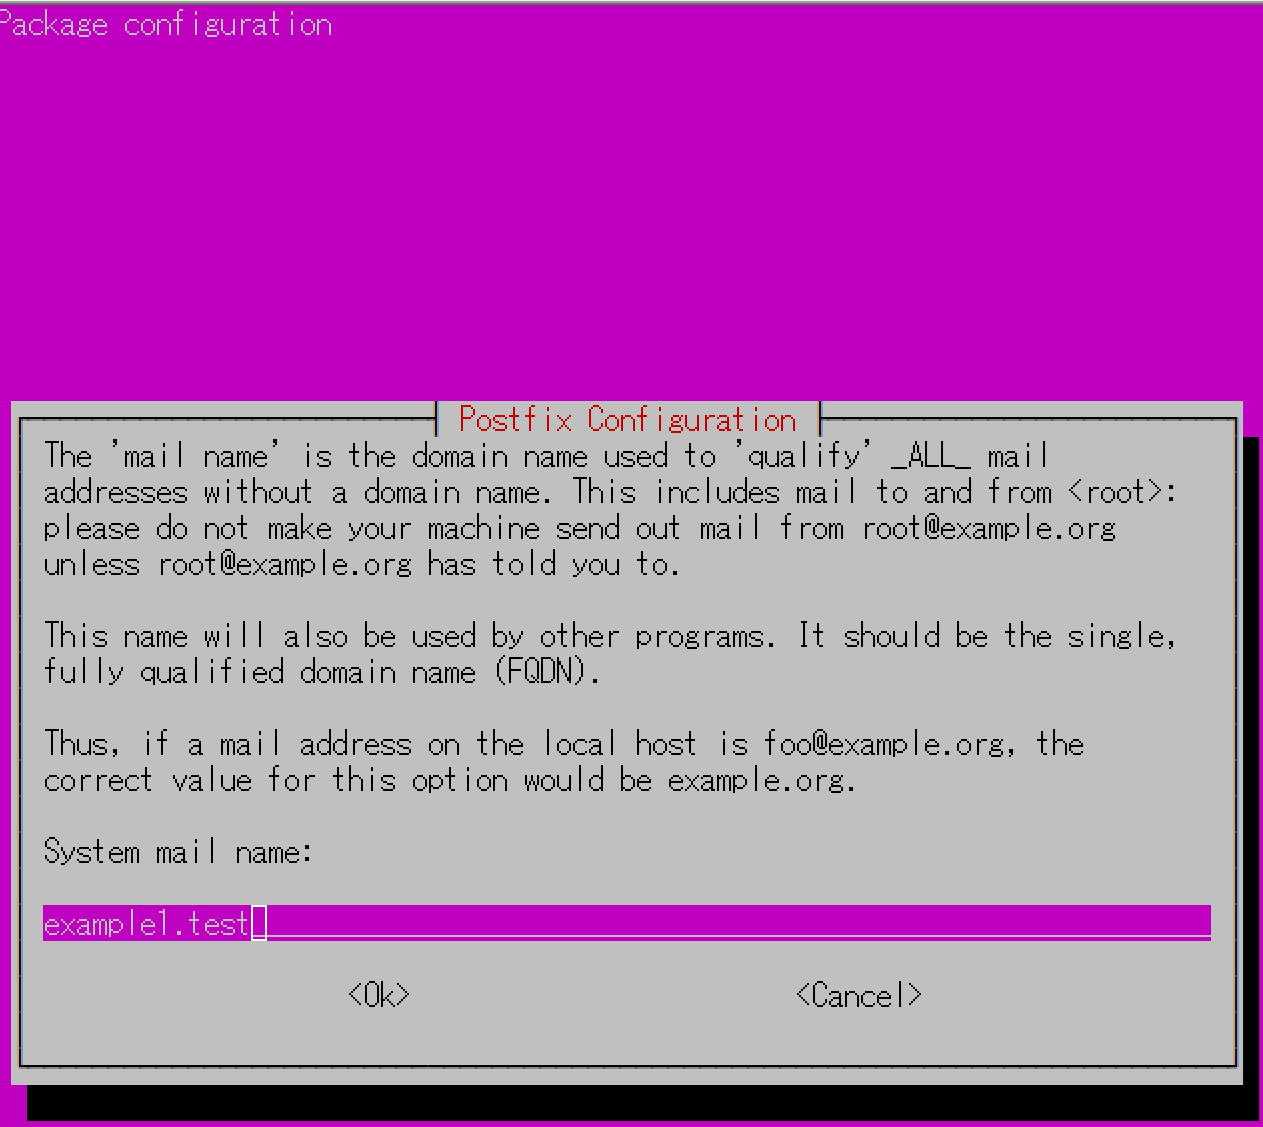 Package configuration
Postfix Configuration
The 'mail name' is the domain name used to 'qualify' _ALL_ mail
addresses without a domain name. This includes mail to and from <root>:
please do not make your machine send out mail from root@example.org
unless root@example.org has told you to.
This name will also be used by other programs. It should be the single,
fully qualified domain name (FQDN).
Thus, if a mail address on the local host is foo@example.org, the
correct value for this option would be example.org.
System mail name:
example1.test
<Ok> <Cancel>